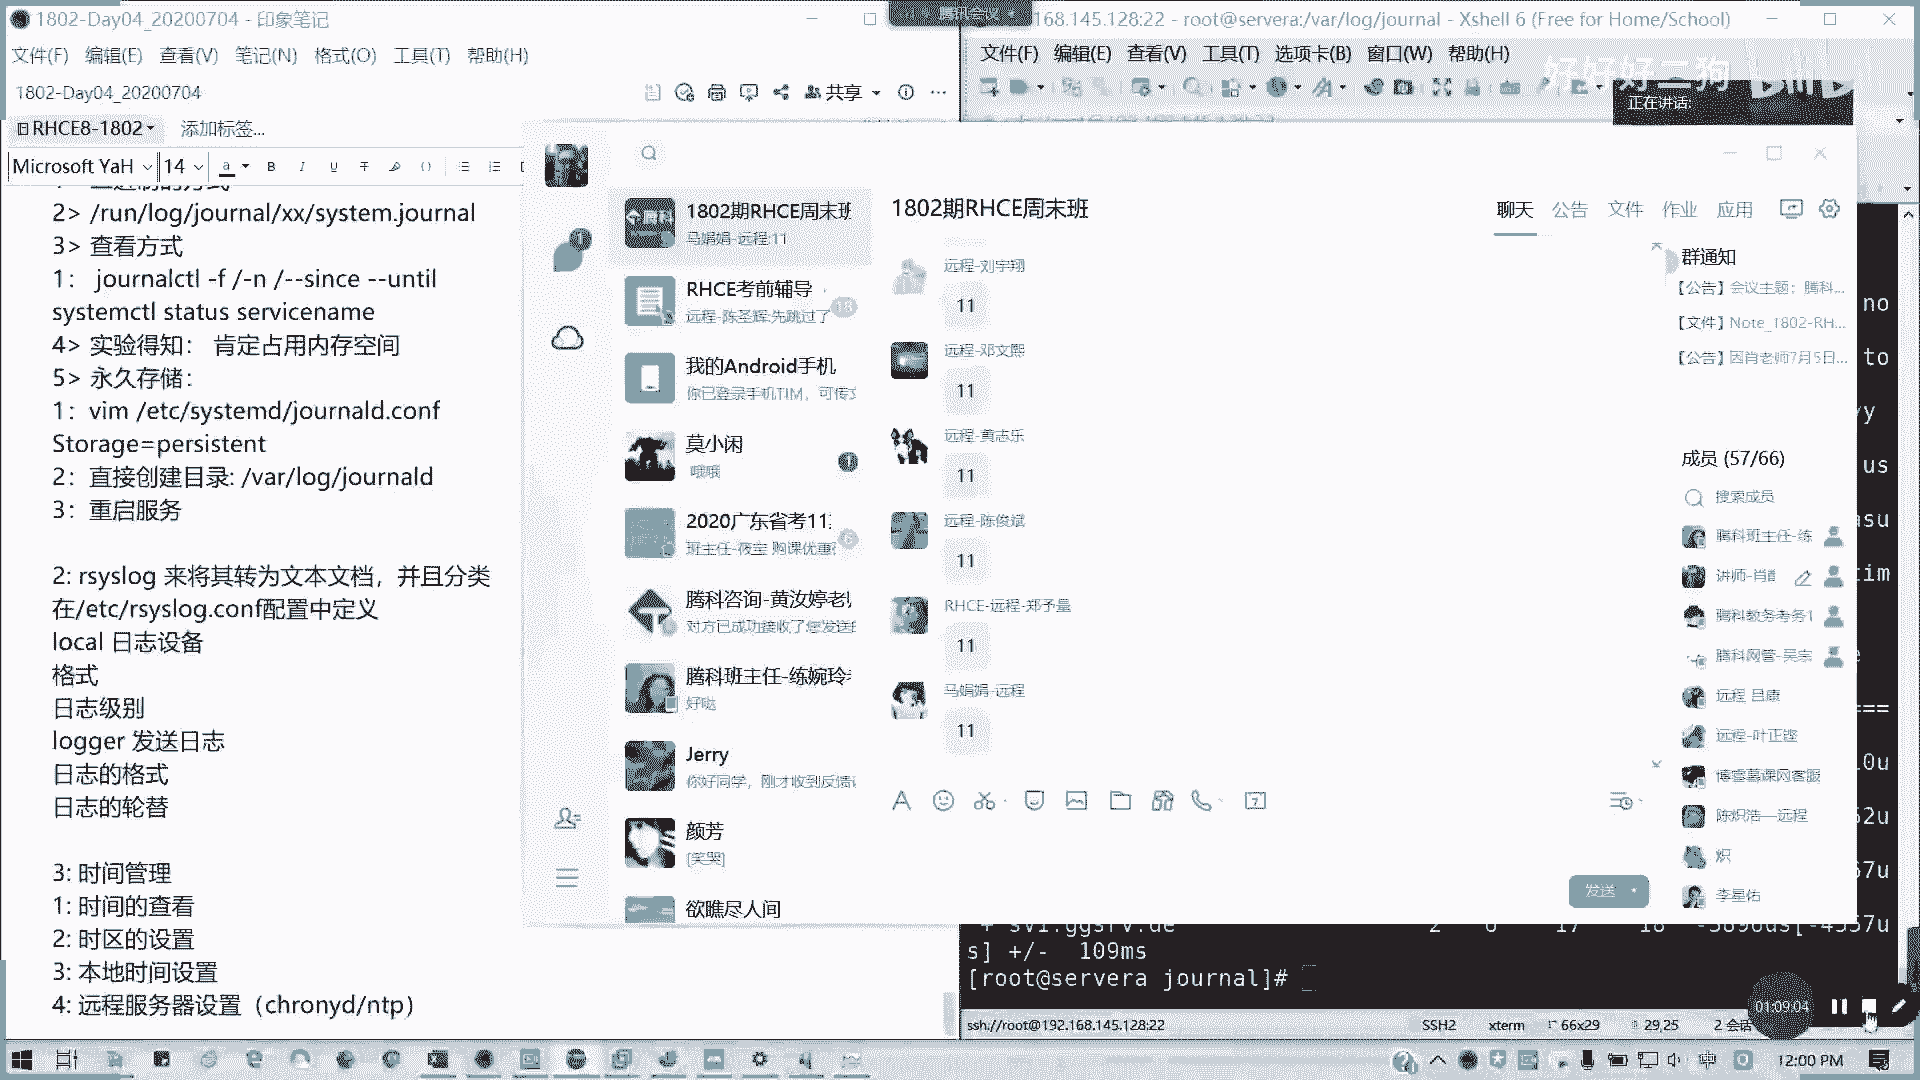 1802-Day04_20200704 - 印象笔记
文件(F) 编辑(E) 查看(V) 笔记(N) 格式(O) 工具(T) 帮助(H)
1802-Day04_20200704
共享
RHCE8-1802
添加标签...
Microsoft YaH 14
2> /run/log/journal/xx/system.journal
3> 查看方式
1： journalctl -f /-n /--since --until
systemctl status servicename
4> 实验得知： 肯定占用内存空间
5> 永久存储：
1：vim /etc/systemd/journald.conf
Storage=persistent
2：直接创建目录: /var/log/journald
3：重启服务
2: rsyslog 来将其转为文本文档，并且分类
在/etc/rsyslog.conf配置中定义
local 日志设备
格式
日志级别
logger 发送日志
日志的格式
日志的轮替
3: 时间管理
1: 时间的查看
2: 时区的设置
3: 本地时间设置
4: 远程服务器设置（chronyd/ntp）
腾讯会议
168.145.128:22 - root@servera:/var/log/journal - Xshell 6 (Free for Home/School)
文件(F) 编辑(E) 查看(V) 工具(T) 选项卡(B) 窗口(W) 帮助(H)
好好好二狗
正在讲话:
1802期RHCE周末班
马娟娟-远程:11
RHCE考前辅导
远程-陈圣辉:先跳过了
18
我的Android手机
你已登录手机TIM，可传文
莫小闲
哦哦
1
2020广东省考11
6
腾科咨询-黄汝婷老
对方已成功接收了您发送的
腾科班主任-练婉玲
好哒
Jerry
你好同学，刚才收到反馈
颜芳
[笑哭]
欲瞧尽人间
1802期RHCE周末班
聊天 公告 文件 作业 应用
远程-刘宇翔
11
远程-邓文熙
11
远程-黄志乐
11
远程-陈俊斌
11
RHCE-远程-郑予量
11
马娟娟-远程
11
发送
群通知
【公告】会议主题：腾科...
【文件】Note_1802-RH...
【公告】因肖老师7月5日...
成员 (57/66)
搜索成员
腾科班主任-练
讲师-肖
腾科教务考务1
腾科网管-吴宗
远程 吕康
远程-叶正铿
博雪慕课网客服
陈炽浩—远程
炽
李星佑
no
to
us
su
tim
===
s] +/- 109ms
[root@servera journal]#
ssh://root@192.168.145.128:22
SSH2
xterm
66x29
29,25
2 会话
01:09:04
中
12:00 PM